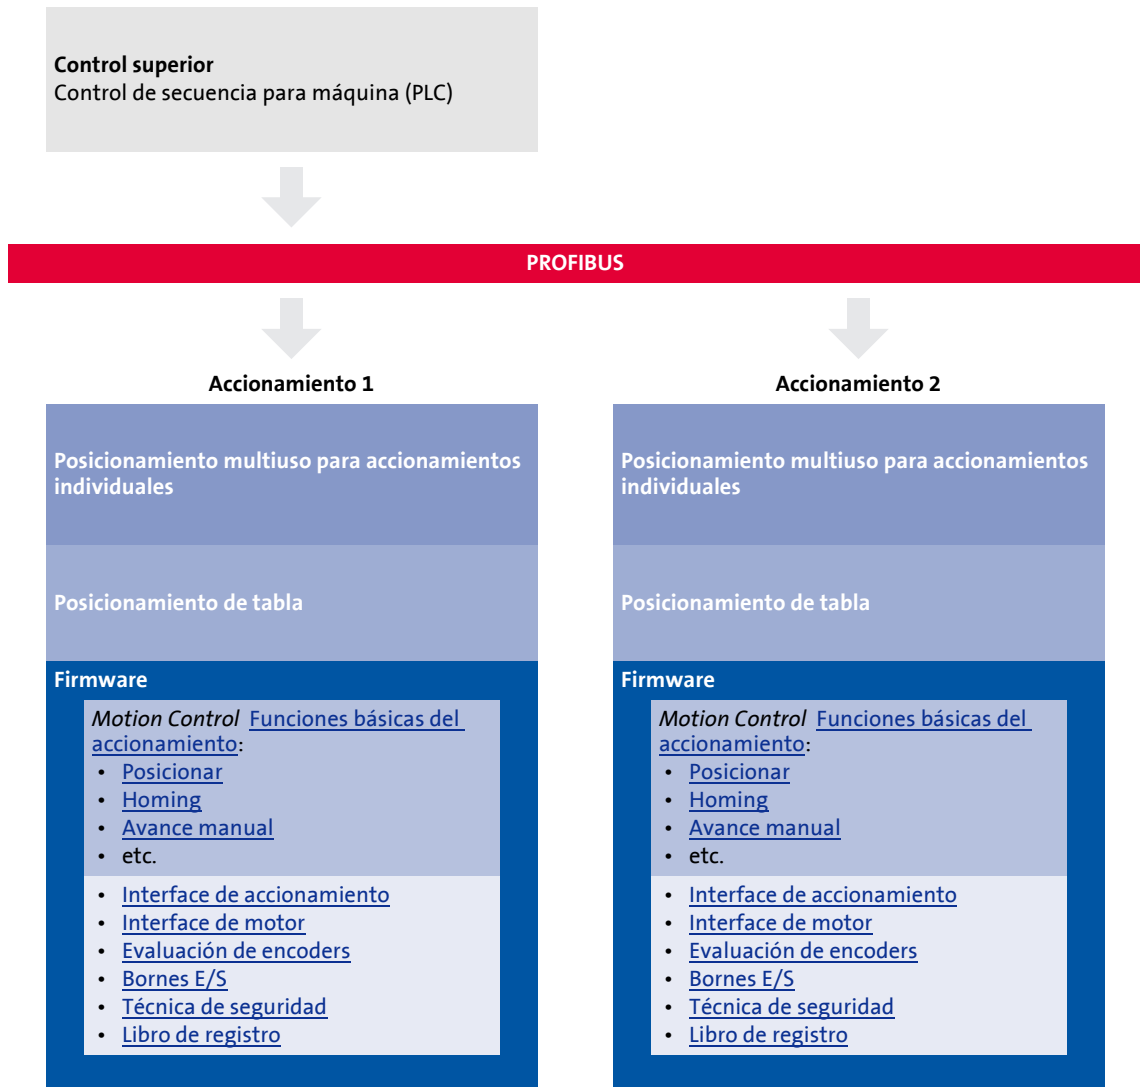 Control superior
Control de secuencia para máquina (PLC)
PROFIBUS
Accionamiento 1
Posicionamiento multiuso para accionamientos
individuales
Posicionamiento de tabla
Firmware
Motion Control Funciones básicas del
accionamiento:
• Posicionar
• Homing
• Avance manual
• etc.
• Interface de accionamiento
• Interface de motor
• Evaluación de encoders
• Bornes E/S
• Técnica de seguridad
• Libro de registro
Accionamiento 2
Posicionamiento multiuso para accionamientos
individuales
Posicionamiento de tabla
Firmware
Motion Control Funciones básicas del
accionamiento:
• Posicionar
• Homing
• Avance manual
• etc.
• Interface de accionamiento
• Interface de motor
• Evaluación de encoders
• Bornes E/S
• Técnica de seguridad
• Libro de registro